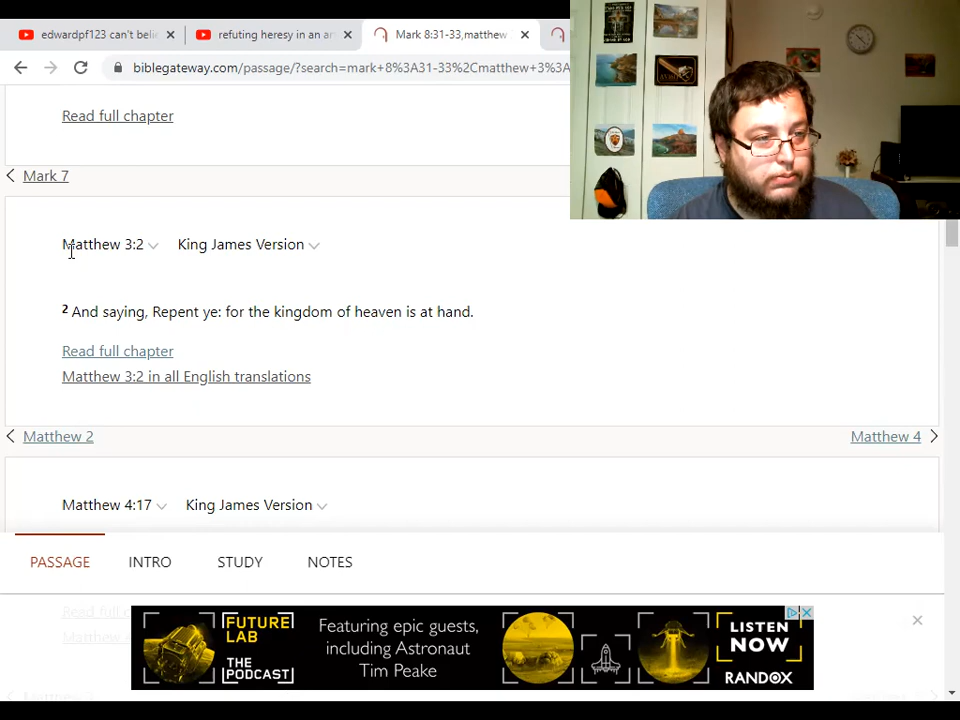 edwardpf123 can't beli
refuting heresy in an ar
Mark 8:31-33,matthew
biblegateway.com/passage/?search=mark+8%3A31-33%2Cmatthew+3%3A
Read full chapter
Mark 7
Matthew 3:2
King James Version
2 And saying, Repent ye: for the kingdom of heaven is at hand.
Read full chapter
Matthew 3:2 in all English translations
Matthew 2
Matthew 4
Matthew 4:17
King James Version
PASSAGE
INTRO
STUDY
NOTES
Read full
FUTURE
LAB
THE
PODCAST
Featuring epic guests,
including Astronaut
Tim Peake
LISTEN
NOW
RANDOX